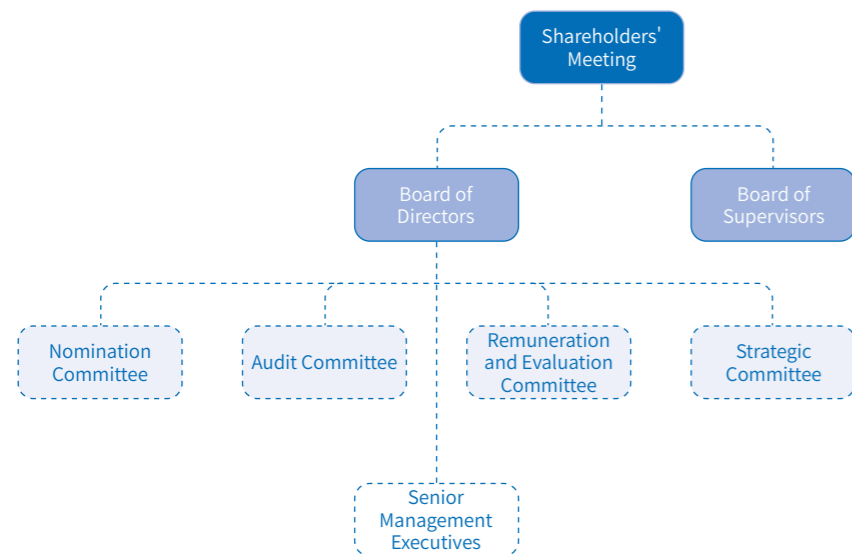 Shareholders'
Meeting
Board of
Directors
Board of
Supervisors
Nomination
Committee
Audit Committee
Remuneration
and Evaluation
Committee
Strategic
Committee
Senior
Management
Executives